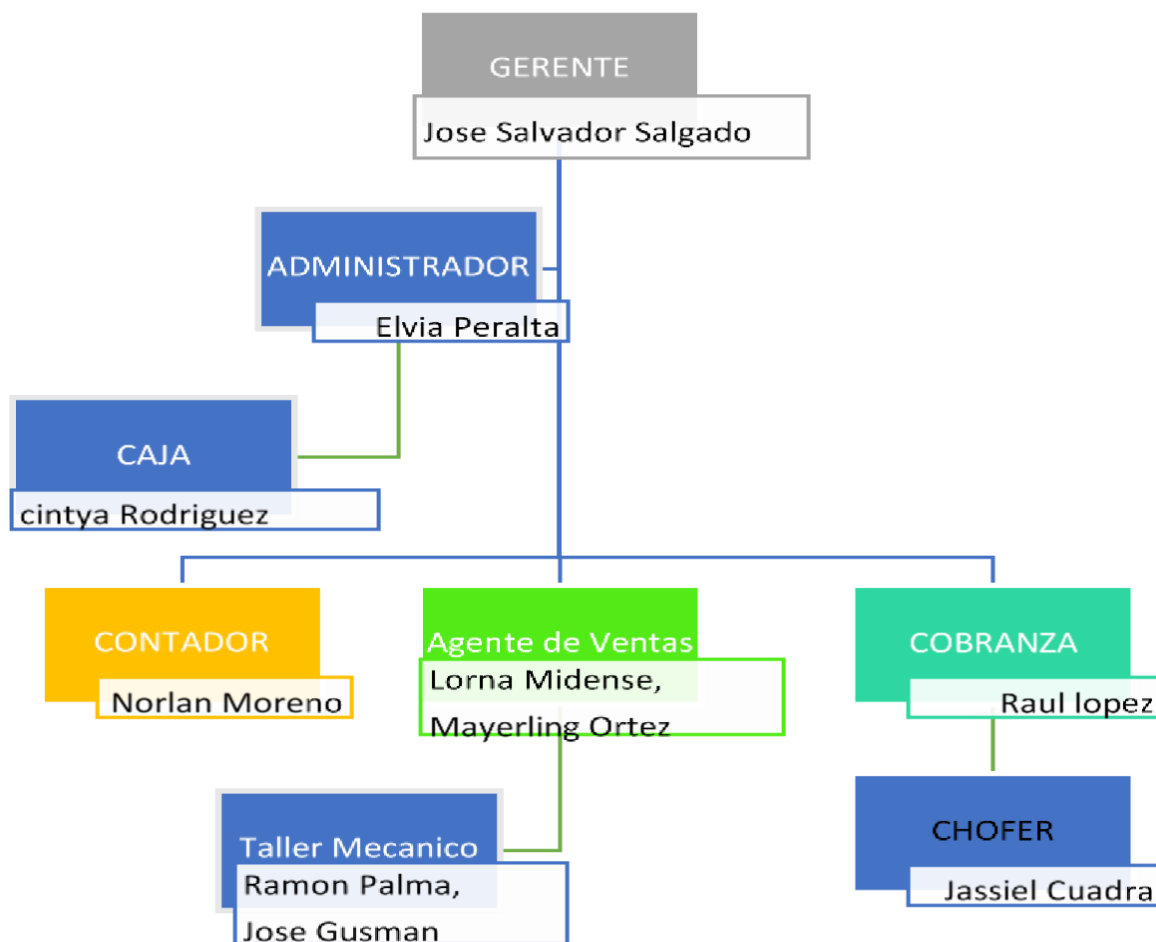 GERENTE
Jose Salvador Salgado
ADMINISTRADOR
Elvia Peralta
CAJA
cintya Rodriguez
CONTADOR
Norlan Moreno
Agente de Ventas
Lorna Midense,
Mayerling Ortez
COBRANZA
Raul lopez
Taller Mecanico
Ramon Palma,
Jose Gusman
CHOFER
Jassiel Cuadra